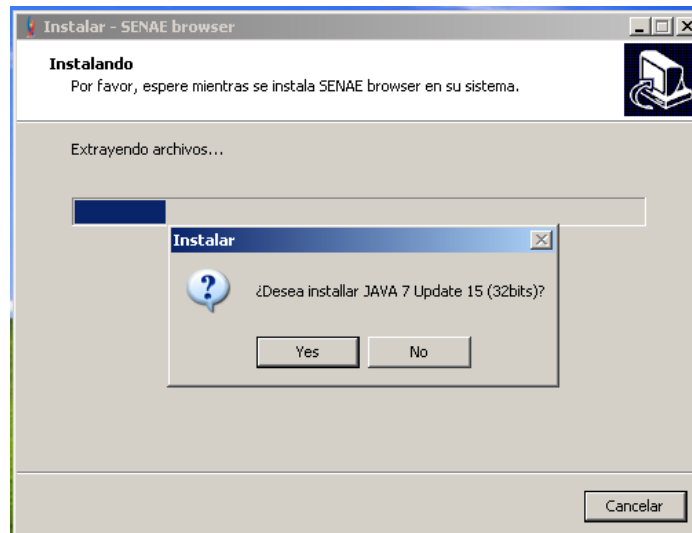 Instalar - SENAE browser
Instalando
Por favor, espere mientras se instala SENAE browser en su sistema.
Extrayendo archivos...
Instalar
¿Desea installar JAVA 7 Update 15 (32bits)?
Yes
No
Cancelar